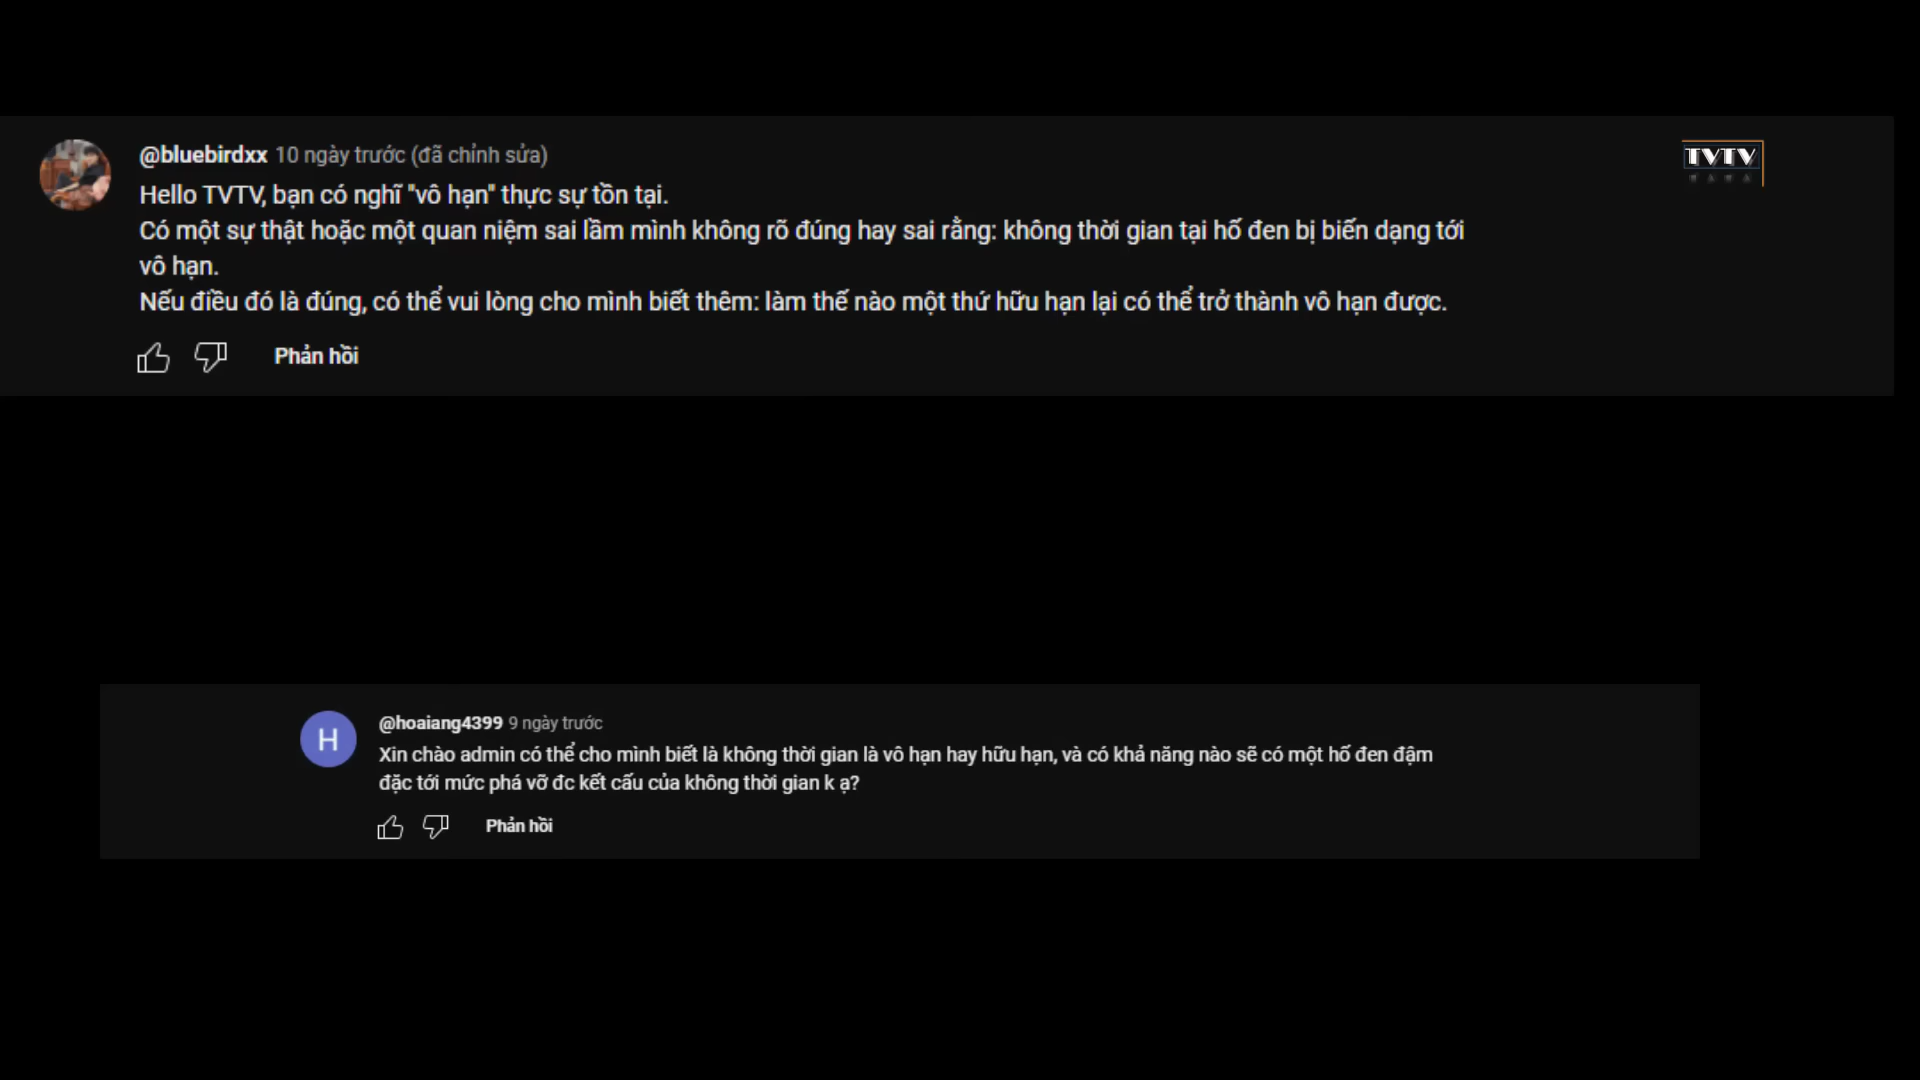 @bluebirdxx 10 ngày trước (đã chỉnh sửa)
TVTV
Hello TVTV, bạn có nghĩ "vô hạn" thực sự tồn tại.
Có một sự thật hoặc một quan niệm sai lầm mình không rõ đúng hay sai rằng: không thời gian tại hố đen bị biến dạng tới
vô hạn.
Nếu điều đó là đúng, có thể vui lòng cho mình biết thêm: làm thế nào một thứ hữu hạn lại có thể trở thành vô hạn được.
Phản hồi
H
@hoaiang4399 9 ngày trước
Xin chào admin có thể cho mình biết là không thời gian là vô hạn hay hữu hạn, và có khả năng nào sẽ có một hố đen đậm
đặc tới mức phá vỡ đc kết cấu của không thời gian k ạ?
Phản hồi